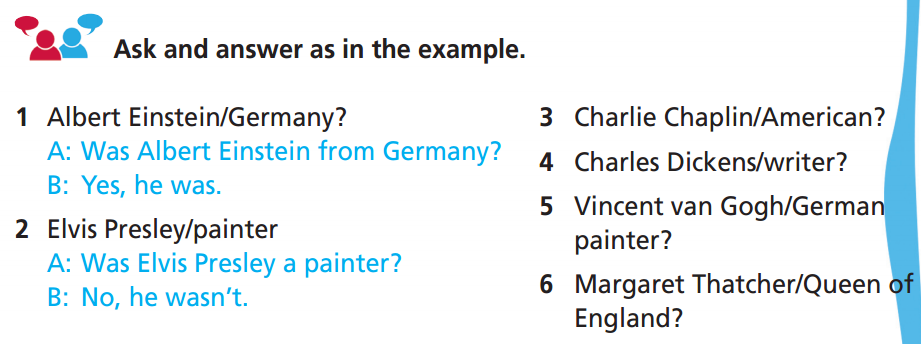 Ask and answer as in the example.
1 Albert Einstein/Germany?
A: Was Albert Einstein from Germany?
B: Yes, he was.
2 Elvis Presley/painter
A: Was Elvis Presley a painter?
B: No, he wasn't.
3 Charlie Chaplin/American?
4 Charles Dickens/writer?
5 Vincent van Gogh/German
painter?
6 Margaret Thatcher/Queen of
England?